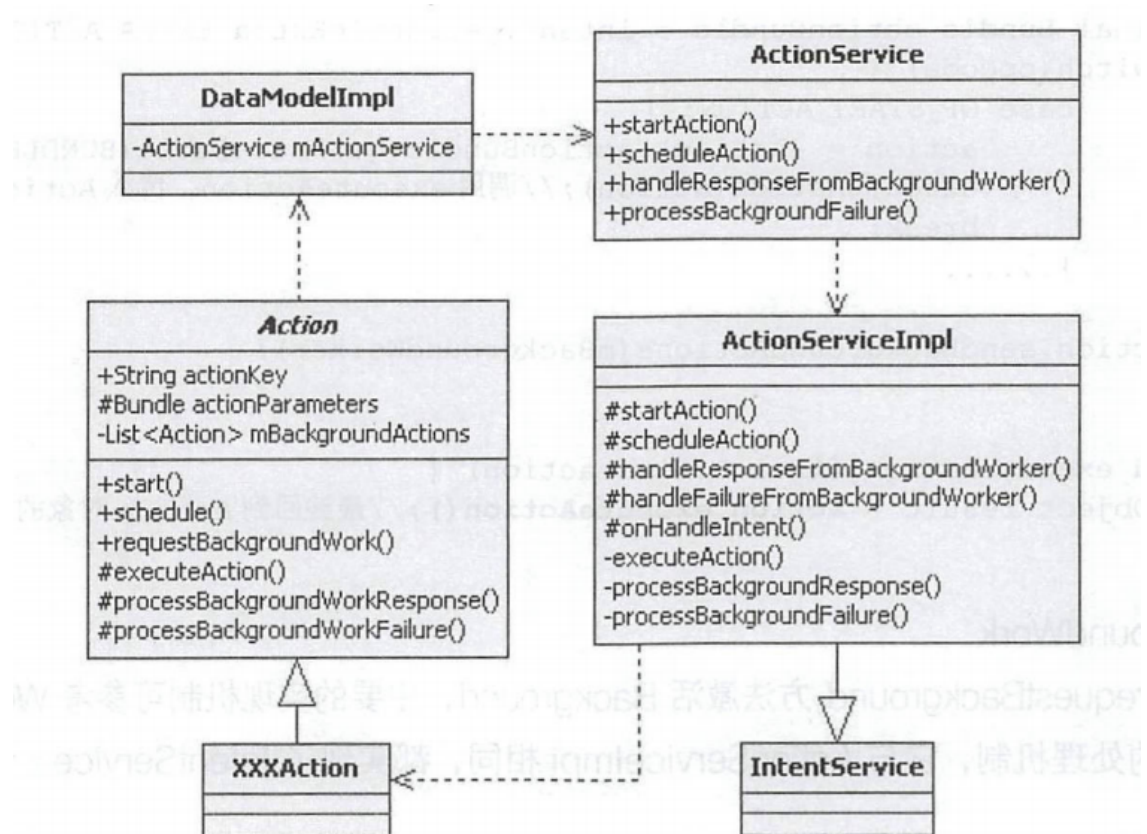 DataModelImpl
-ActionService mActionService
ActionService
+startAction()
+scheduleAction()
+handleResponseFromBackgroundWorker()
+processBackgroundFailure()
Action
+String actionKey
#Bundle actionParameters
-List<Action> mBackgroundActions
+start()
+schedule()
+requestBackgroundWork()
#executeAction()
#processBackgroundWorkResponse()
#processBackgroundWorkFailure()
ActionServiceImpl
#startAction()
#scheduleAction()
#handleResponseFromBackgroundWorker()
#handleFailureFromBackgroundWorker()
#onHandleIntent()
-executeAction()
-processBackgroundResponse()
-processBackgroundFailure()
XXXAction
IntentService